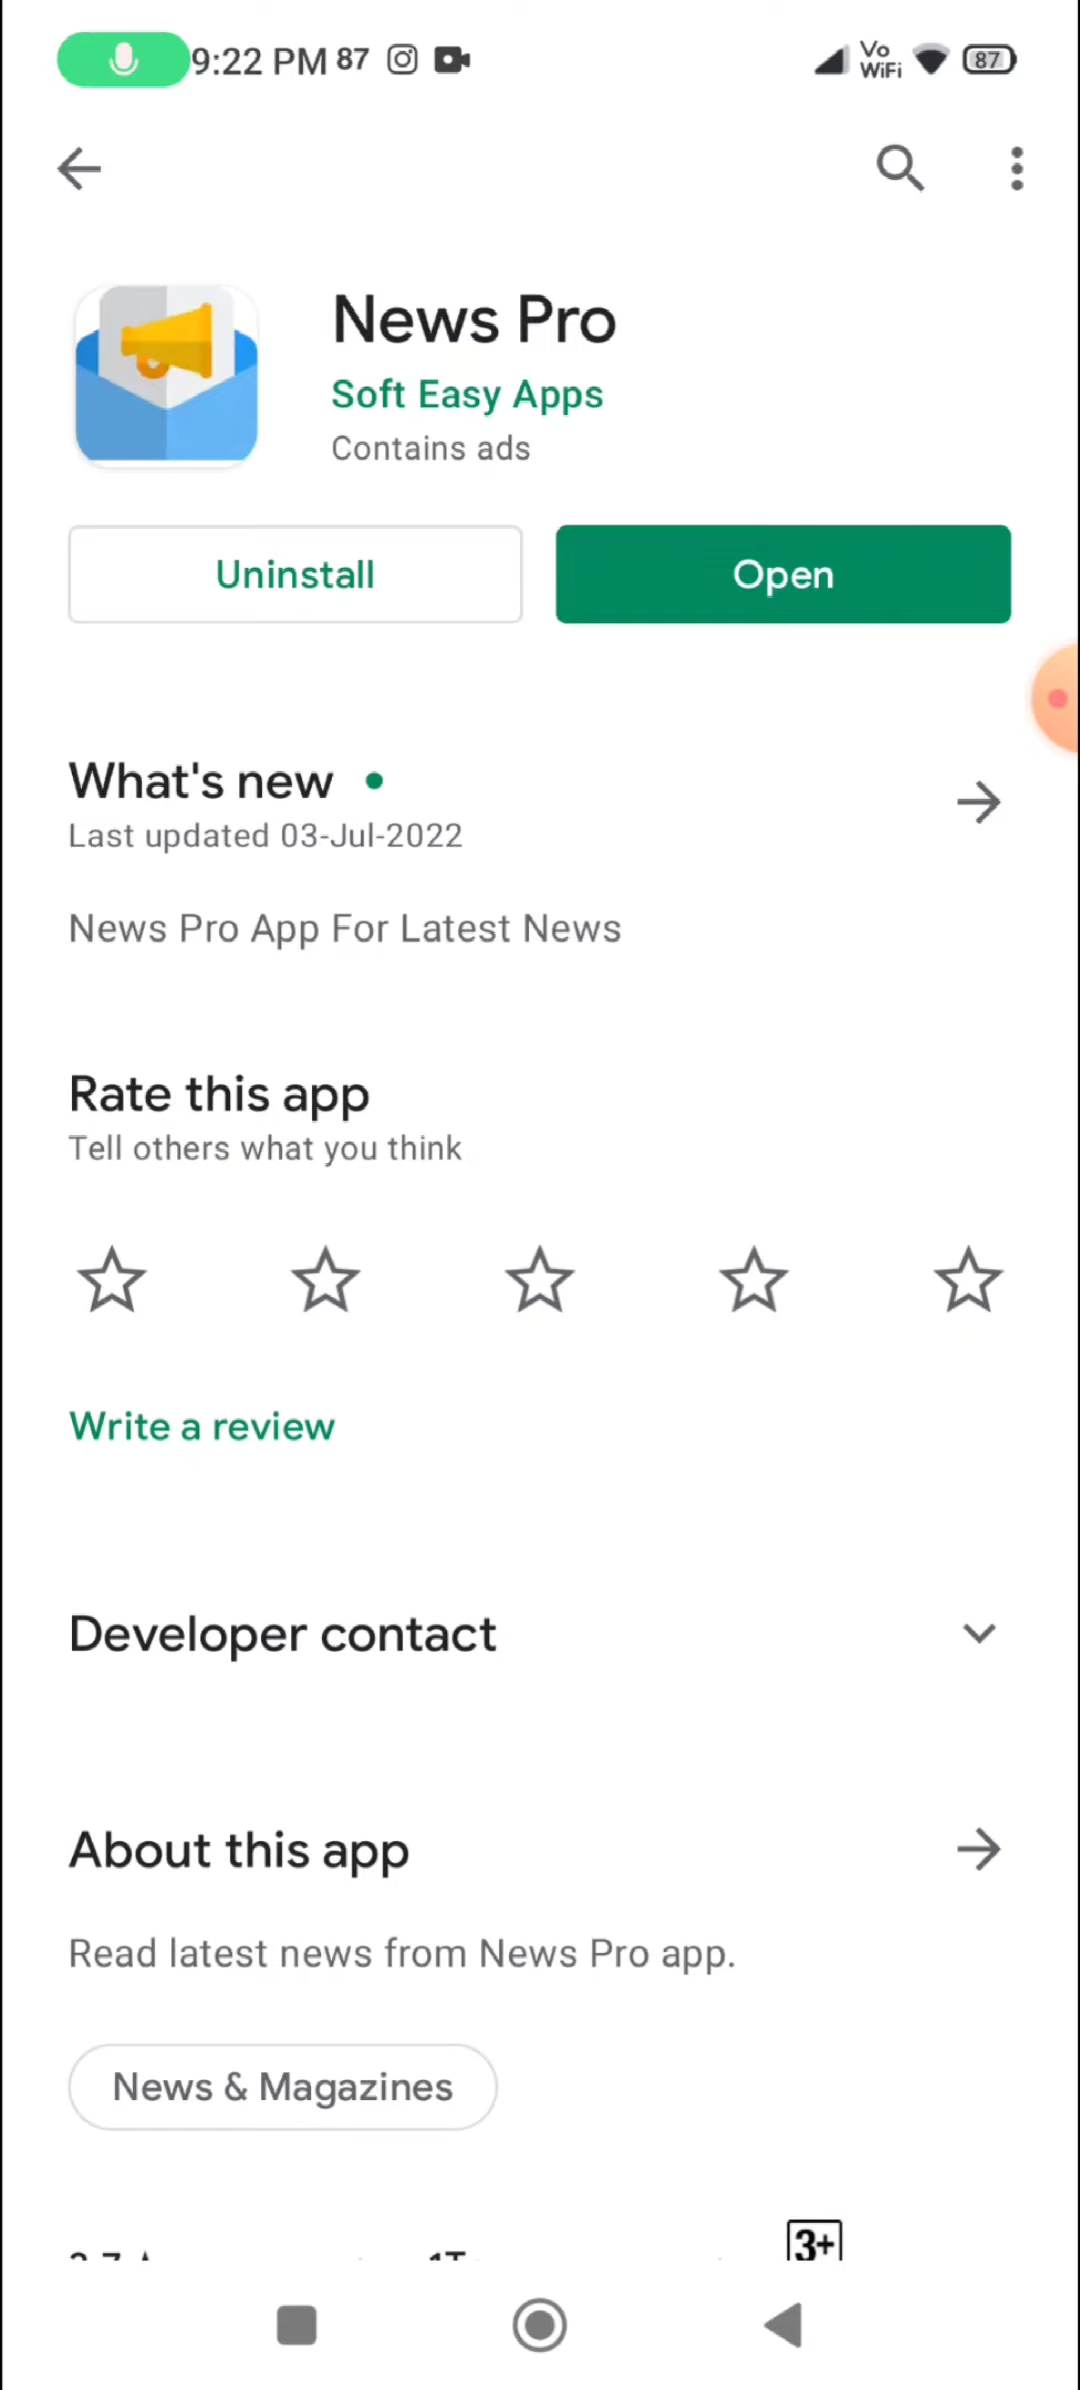 9:22 PM 87
Vo
WiFi
87
News Pro
Soft Easy Apps
Contains ads
Uninstall
Open
What's new
Last updated 03-Jul-2022
News Pro App For Latest News
Rate this app
Tell others what you think
Write a review
Developer contact
About this app
Read latest news from News Pro app.
News & Magazines
3+